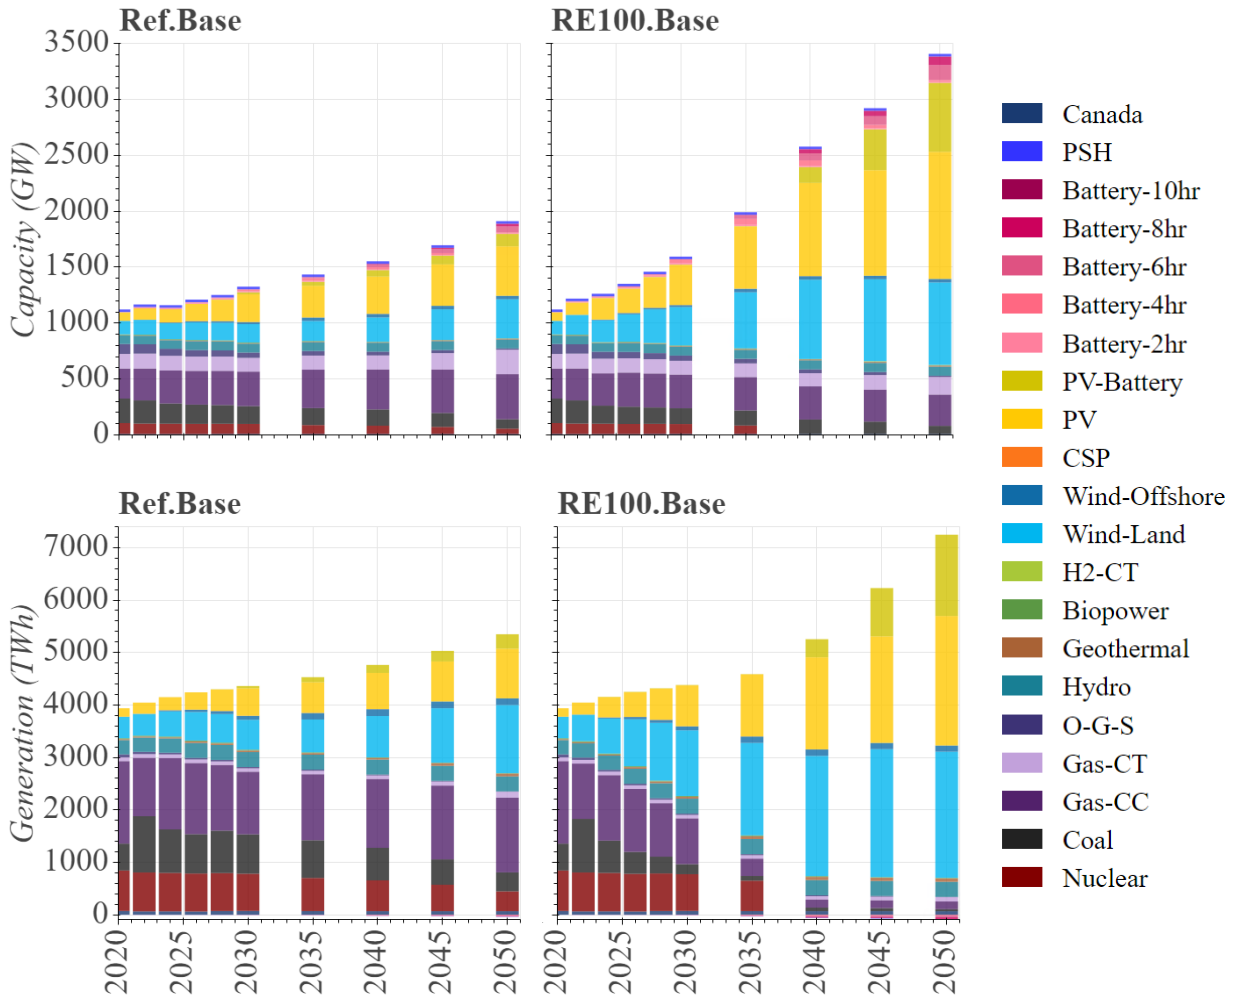 Ref.Base
RE100.Base
Capacity (GW)
3500
3000
2500
2000
1500
1000
500
0
Ref.Base
RE100.Base
Generation (TWh)
7000
6000
5000
4000
3000
2000
1000
0
2020
2025
2030
2035
2040
2045
2050
2020
2025
2030
2035
2040
2045
2050
Canada
PSH
Battery-10hr
Battery-8hr
Battery-6hr
Battery-4hr
Battery-2hr
PV-Battery
PV
CSP
Wind-Offshore
Wind-Land
H2-CT
Biopower
Geothermal
Hydro
O-G-S
Gas-CT
Gas-CC
Coal
Nuclear